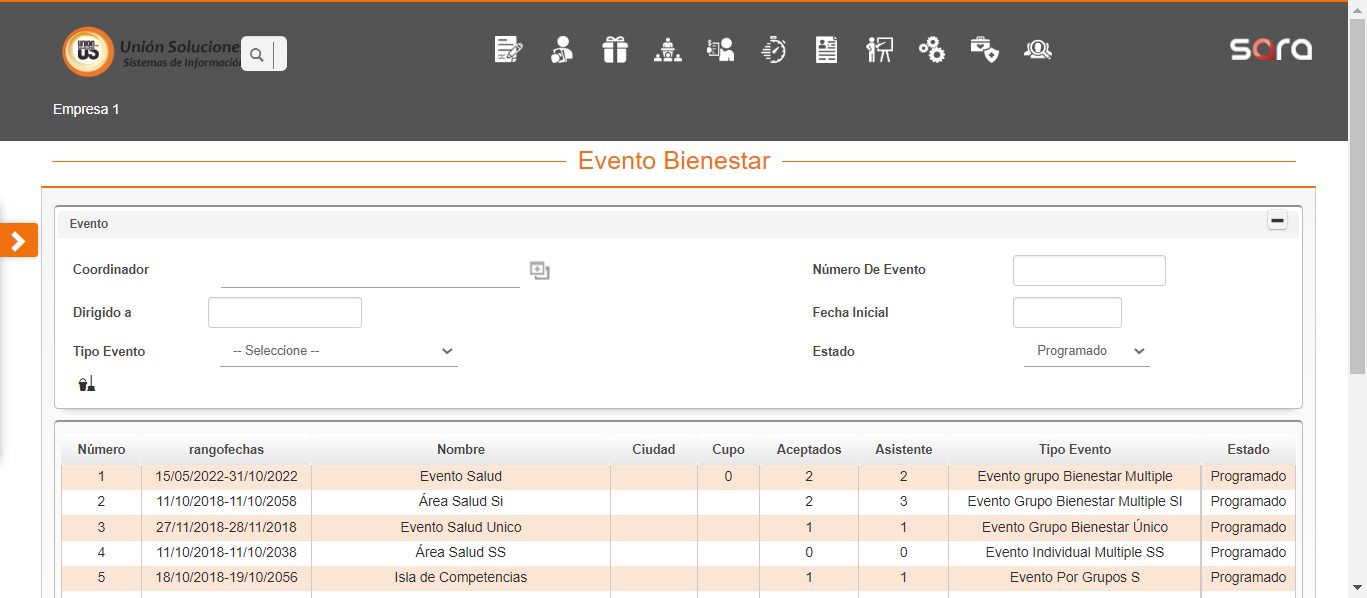 UNION
US
Unión Solucione
Sistemas de Informació
sara
Empresa 1
Evento Bienestar
Evento
Coordinador
Número De Evento
Dirigido a
Fecha Inicial
Tipo Evento -- Seleccione --
Estado Programado
Número rangofechas Nombre Ciudad Cupo Aceptados Asistente Tipo Evento Estado
1 15/05/2022-31/10/2022 Evento Salud 0 2 2 Evento grupo Bienestar Multiple Programado
2 11/10/2018-11/10/2058 Área Salud Si 2 3 Evento Grupo Bienestar Multiple SI Programado
3 27/11/2018-28/11/2018 Evento Salud Unico 1 1 Evento Grupo Bienestar Único Programado
4 11/10/2018-11/10/2038 Área Salud SS 0 0 Evento Individual Multiple SS Programado
5 18/10/2018-19/10/2056 Isla de Competencias 1 1 Evento Por Grupos S Programado